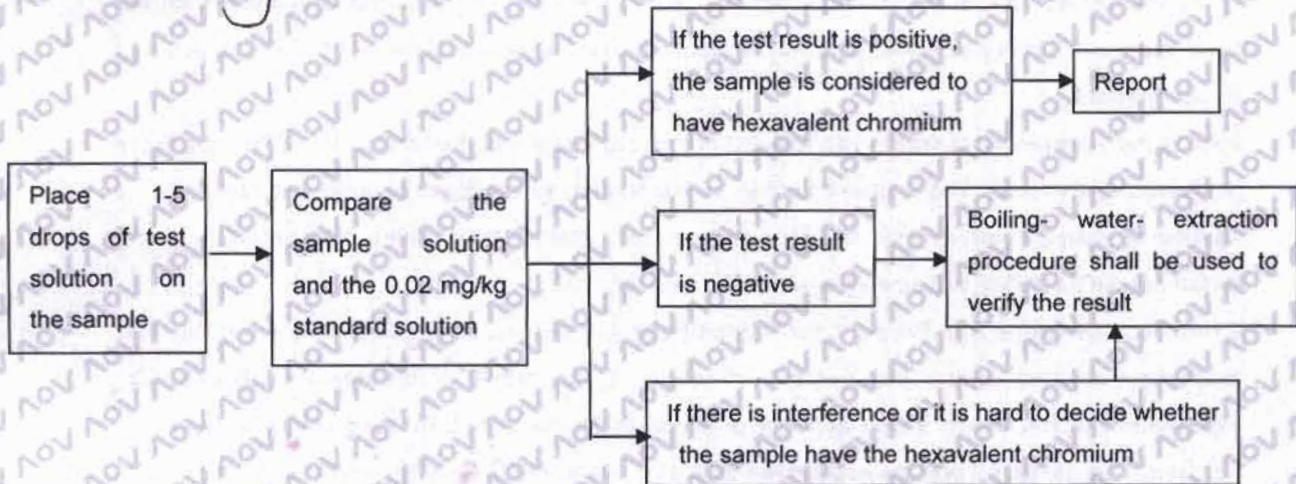 Place 1-5
drops of test
solution on
the sample
Compare the
sample solution
and the 0.02 mg/kg
standard solution
If the test result is positive,
the sample is considered to
have hexavalent chromium
Report
If the test result
is negative
Boiling- water- extraction
procedure shall be used to
verify the result
If there is interference or it is hard to decide whether
the sample have the hexavalent chromium